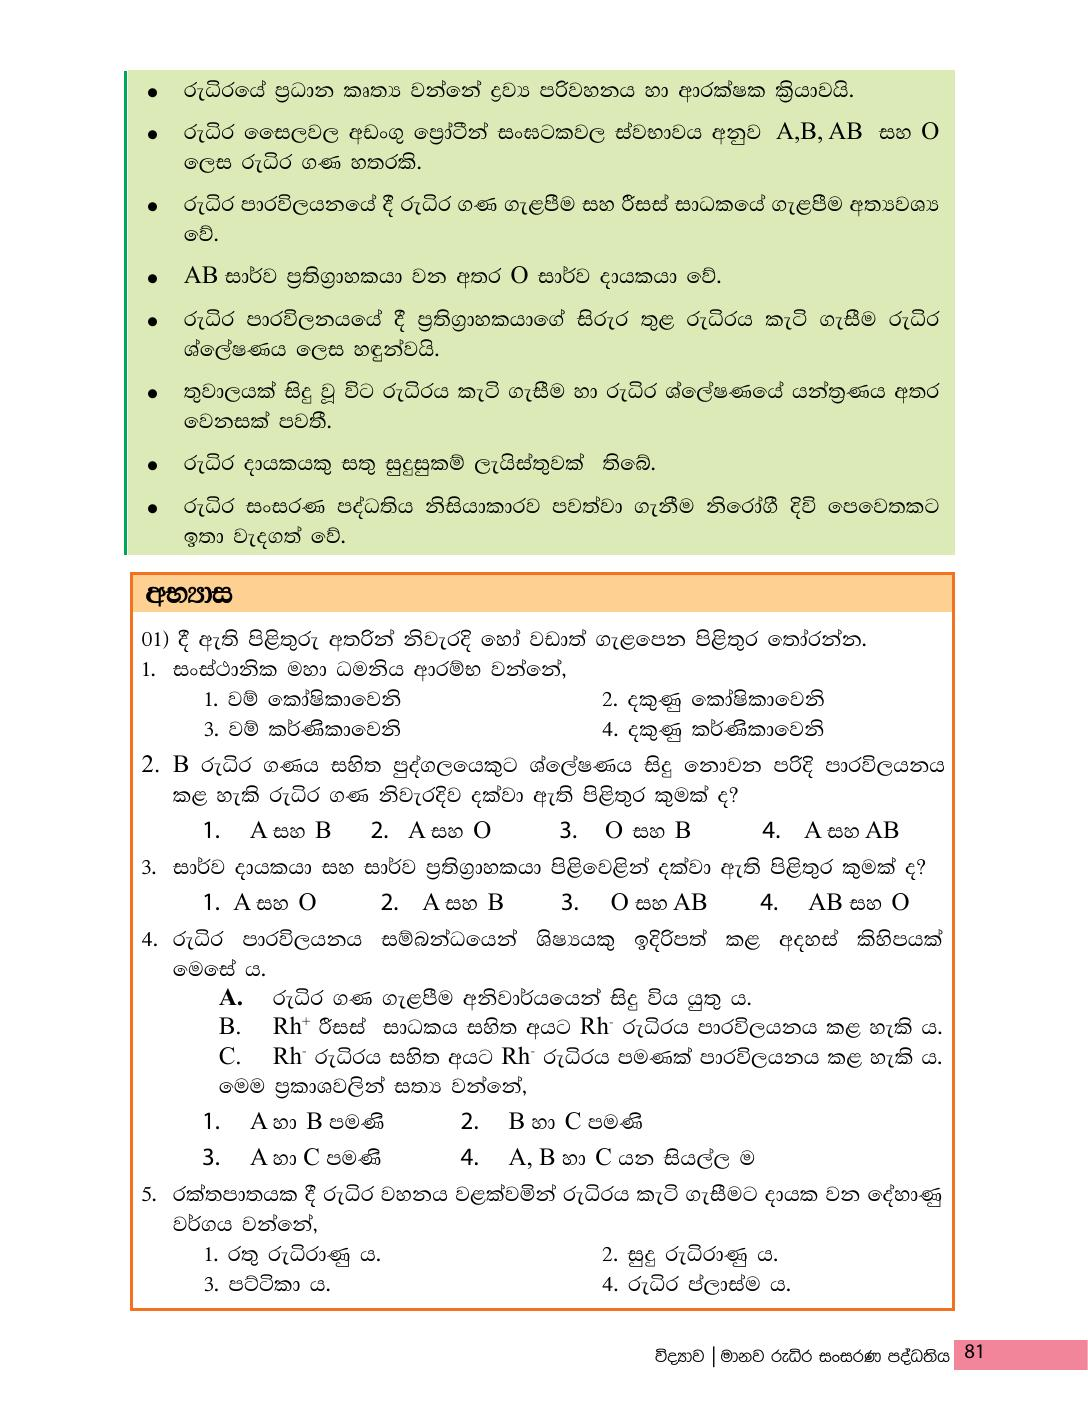 • රුධිරයේ ප්‍රධාන කෘත්‍ය වන්නේ ද්‍රව්‍ය පරිවහනය හා ආරක්ෂක ක්‍රියාවයි.
• රුධිර සෛලවල අඩංගු ප්‍රෝටීන් සංඝටකවල ස්වභාවය අනුව A,B, AB සහ O
ලෙස රුධිර ගණ හතරකි.
• රුධිර පාරවිලයනයේ දී රුධිර ගණ ගැළපීම සහ රීසස් සාධකයේ ගැළපීම අත්‍යවශ්‍ය
වේ.
• AB සාර්ව ප්‍රතිග්‍රාහකයා වන අතර O සාර්ව දායකයා වේ.
• රුධිර පාරවිලනයයේ දී ප්‍රතිග්‍රාහකයාගේ සිරුර තුළ රුධිරය කැටි ගැසීම රුධිර
ශ්ලේෂණය ලෙස හඳුන්වයි.
• තුවාලයක් සිදු වූ විට රුධිරය කැටි ගැසීම හා රුධිර ශ්ලේෂණයේ යන්ත්‍රණය අතර
වෙනසක් පවතී.
• රුධිර දායකයකු සතු සුදුසුකම් ලැයිස්තුවක් තිබේ.
• රුධිර සංසරණ පද්ධතිය නිසියාකාරව පවත්වා ගැනීම නිරෝගී දිවි පෙවෙතකට
ඉතා වැදගත් වේ.
අභ්‍යාස
01) දී ඇති පිළිතුරු අතරින් නිවැරදි හෝ වඩාත් ගැළපෙන පිළිතුර තෝරන්න.
1. සංස්ථානික මහා ධමනිය ආරම්භ වන්නේ,
1. වම් කෝෂිකාවෙනි 2. දකුණු කෝෂිකාවෙනි
3. වම් කර්ණිකාවෙනි 4. දකුණු කර්ණිකාවෙනි
2. B රුධිර ගණය සහිත පුද්ගලයෙකුට ශ්ලේෂණය සිදු නොවන පරිදි පාරවිලයනය
කළ හැකි රුධිර ගණ නිවැරදිව දක්වා ඇති පිළිතුර කුමක් ද?
1. A සහ B 2. A සහ O 3. O සහ B 4. A සහ AB
3. සාර්ව දායකයා සහ සාර්ව ප්‍රතිග්‍රාහකයා පිළිවෙළින් දක්වා ඇති පිළිතුර කුමක් ද?
1. A සහ O 2. A සහ B 3. O සහ AB 4. AB සහ O
4. රුධිර පාරවිලයනය සම්බන්ධයෙන් ශිෂ්‍යයකු ඉදිරිපත් කළ අදහස් කිහිපයක්
මෙසේ ය.
A. රුධිර ගණ ගැළපීම අනිවාර්යයෙන් සිදු විය යුතු ය.
B. Rh⁺ රීසස් සාධකය සහිත අයට Rh⁻ රුධිරය පාරවිලයනය කළ හැකි ය.
C. Rh⁻ රුධිරය සහිත අයට Rh⁻ රුධිරය පමණක් පාරවිලයනය කළ හැකි ය.
මෙම ප්‍රකාශවලින් සත්‍ය වන්නේ,
1. A හා B පමණි 2. B හා C පමණි
3. A හා C පමණි 4. A, B හා C යන සියල්ල ම
5. රක්තපාතයක දී රුධිර වහනය වළක්වමින් රුධිරය කැටි ගැසීමට දායක වන දේහාණු
වර්ගය වන්නේ,
1. රතු රුධිරාණු ය. 2. සුදු රුධිරාණු ය.
3. පට්ටිකා ය. 4. රුධිර ප්ලාස්ම ය.
විද්‍යාව | මානව රුධිර සංසරණ පද්ධතිය 81